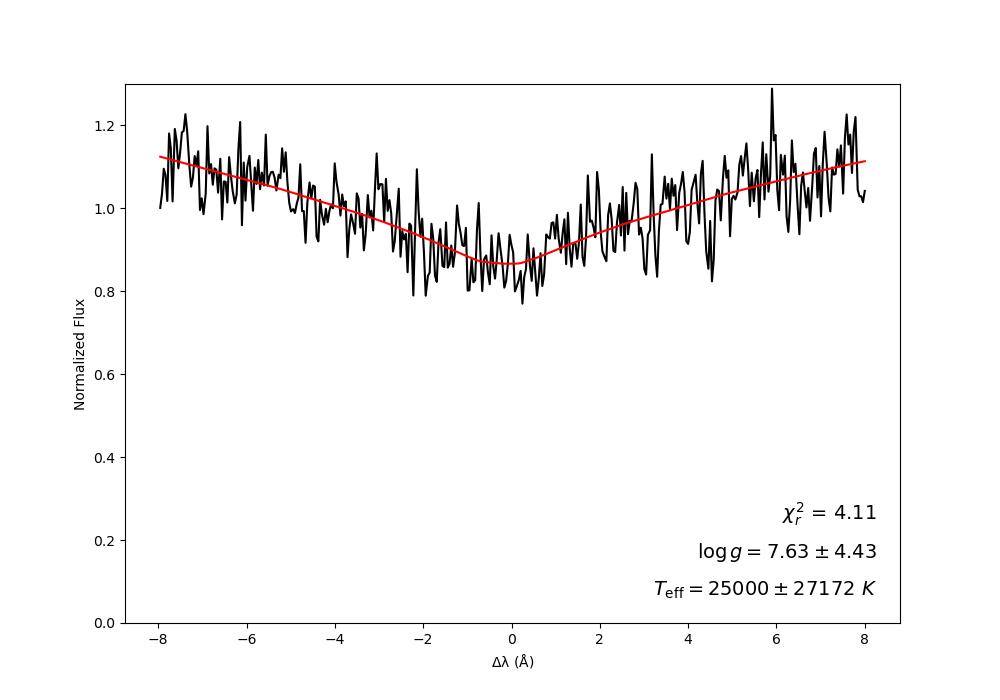 1.2
1.0
0.8
0.6
0.4
0.2
0.0
Normalized Flux
χ²ᵣ = 4.11
log g = 7.63 ± 4.43
T_eff = 25000 ± 27172 K
−8 −6 −4 −2 0 2 4 6 8
Δλ (Å)